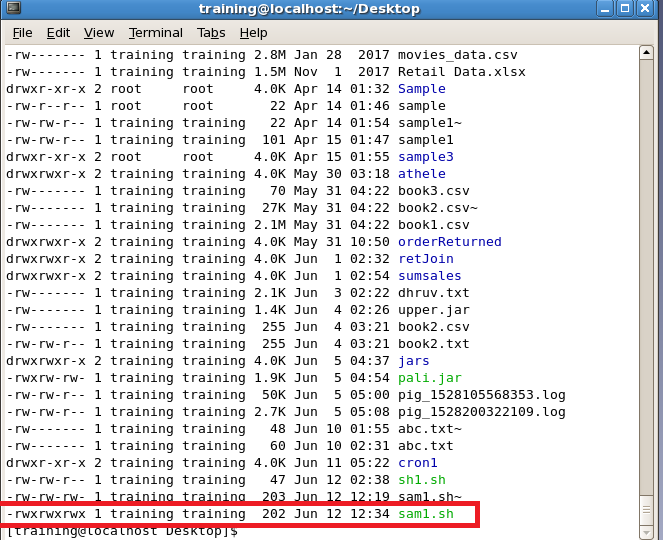 training@localhost:~/Desktop
File Edit View Terminal Tabs Help
-rw------- 1 training training 2.8M Jan 28  2017 movies_data.csv
-rw------- 1 training training 1.5M Nov  1  2017 Retail Data.xlsx
drwxr-xr-x 2 root     root     4.0K Apr 14 01:32 Sample
-rw-r--r-- 1 root     root       22 Apr 14 01:46 sample
-rw-rw-r-- 1 training training   22 Apr 14 01:54 sample1~
-rw-rw-r-- 1 training training  101 Apr 15 01:47 sample1
drwxr-xr-x 2 root     root     4.0K Apr 15 01:55 sample3
drwxrwxr-x 2 training training 4.0K May 30 03:18 athele
-rw------- 1 training training   70 May 31 04:22 book3.csv
-rw------- 1 training training  27K May 31 04:22 book2.csv~
-rw------- 1 training training 2.1M May 31 04:22 book1.csv
drwxrwxr-x 2 training training 4.0K May 31 10:50 orderReturned
drwxrwxr-x 2 training training 4.0K Jun  1 02:32 retJoin
drwxrwxr-x 2 training training 4.0K Jun  1 02:54 sumsales
-rw------- 1 training training 2.1K Jun  3 02:22 dhruv.txt
-rw------- 1 training training 1.4K Jun  4 02:26 upper.jar
-rw------- 1 training training  255 Jun  4 03:21 book2.csv
-rw-rw-r-- 1 training training  255 Jun  4 03:21 book2.txt
drwxrwxr-x 2 training training 4.0K Jun  5 04:37 jars
-rwxrw-rw- 1 training training 1.9K Jun  5 04:54 pali.jar
-rw-rw-r-- 1 training training  50K Jun  5 05:00 pig_1528105568353.log
-rw-rw-r-- 1 training training 2.7K Jun  5 05:08 pig_1528200322109.log
-rw------- 1 training training   48 Jun 10 01:55 abc.txt~
-rw------- 1 training training   60 Jun 10 02:31 abc.txt
drwxr-xr-x 2 training training 4.0K Jun 11 05:22 cron1
-rw-rw-r-- 1 training training   47 Jun 12 02:38 sh1.sh
-rw-rw-rw- 1 training training  203 Jun 12 12:19 sam1.sh~
-rwxrwxrwx 1 training training  202 Jun 12 12:34 sam1.sh
[training@localhost Desktop]$